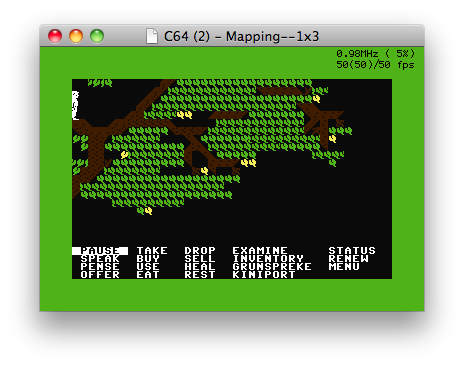 C64 (2) - Mapping--1x3
0.98MHz ( 5%)
50(50)/50 fps
PAUSE TAKE DROP EXAMINE STATUS
SPEAK BUY SELL INVENTORY RENEW
PENSE USE HEAL GRUNSPREKE MENU
OFFER EAT REST KINIPORT